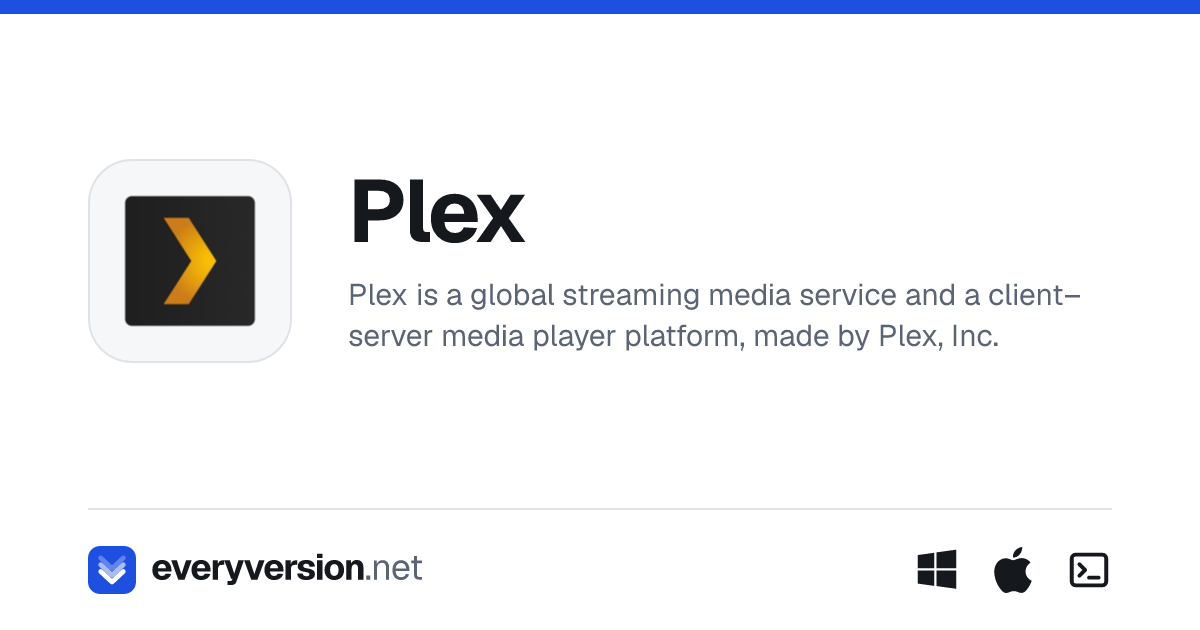 Plex
Plex is a global streaming media service and a client–
server media player platform, made by Plex, Inc.
everyversion.net